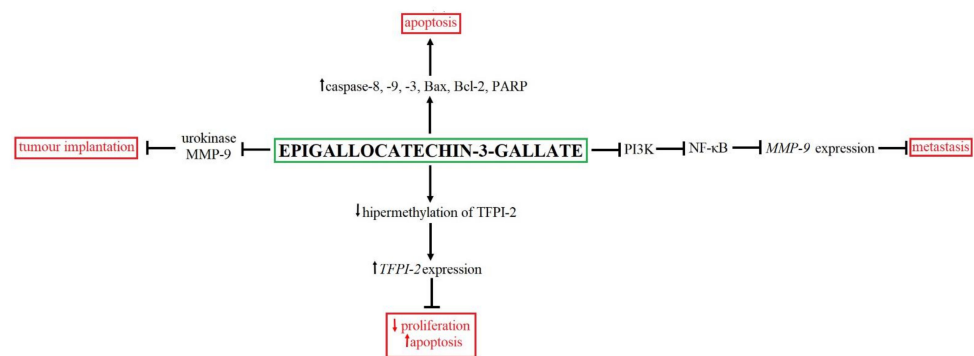 apoptosis
↑caspase-8, -9, -3, Bax, Bcl-2, PARP
tumour implantation
urokinase
MMP-9
EPIGALLOCATECHIN-3-GALLATE
PI3K
NF-κB
MMP-9 expression
metastasis
↓hipermethylation of TFPI-2
↑TFPI-2 expression
↓proliferation
↑apoptosis